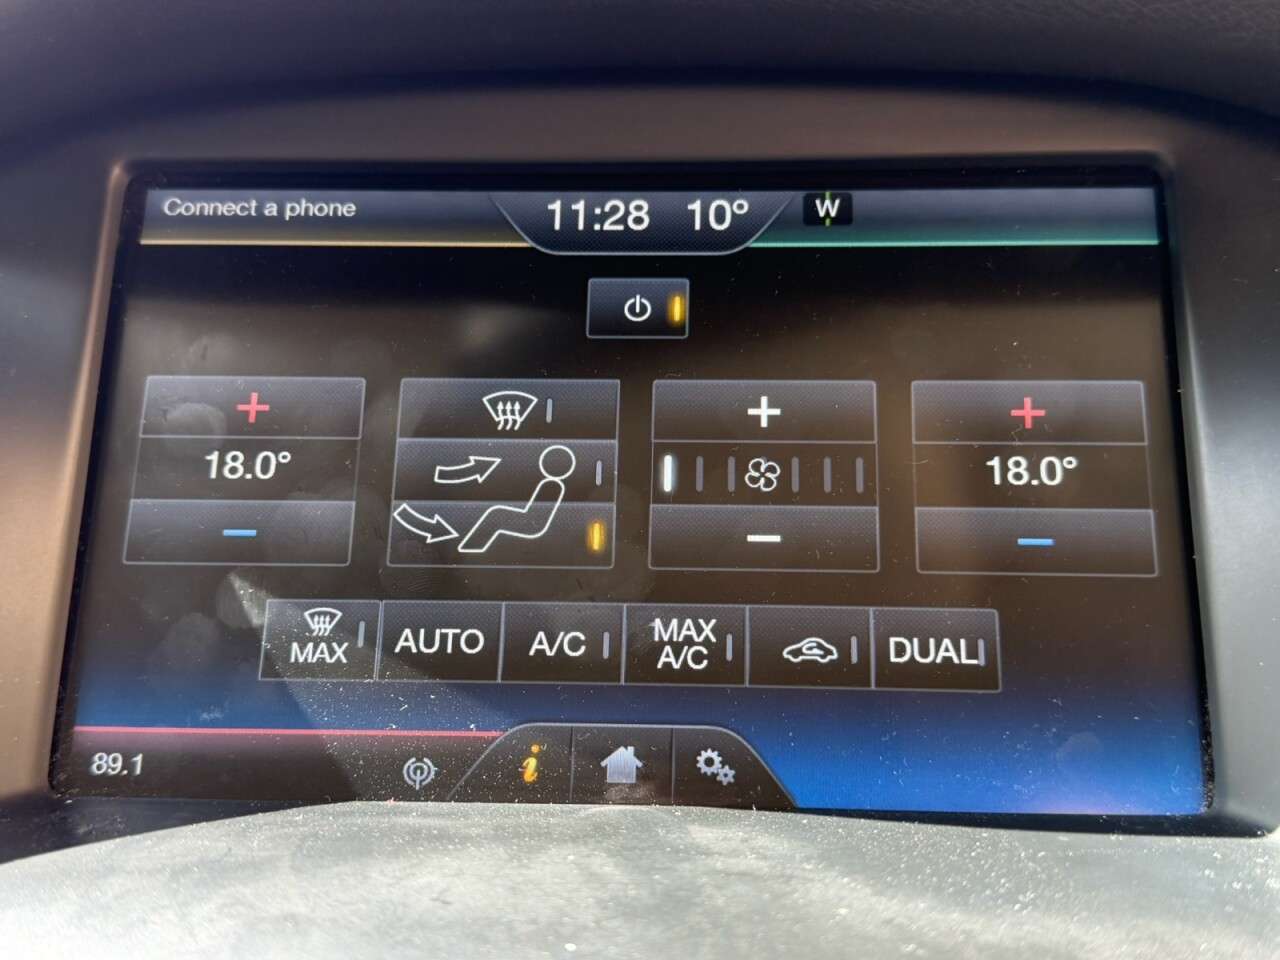 Connect a phone
11:28 10° W
+ + + +
18.0° 18.0°
− − − −
MAX AUTO A/C MAX A/C DUAL
89.1 i